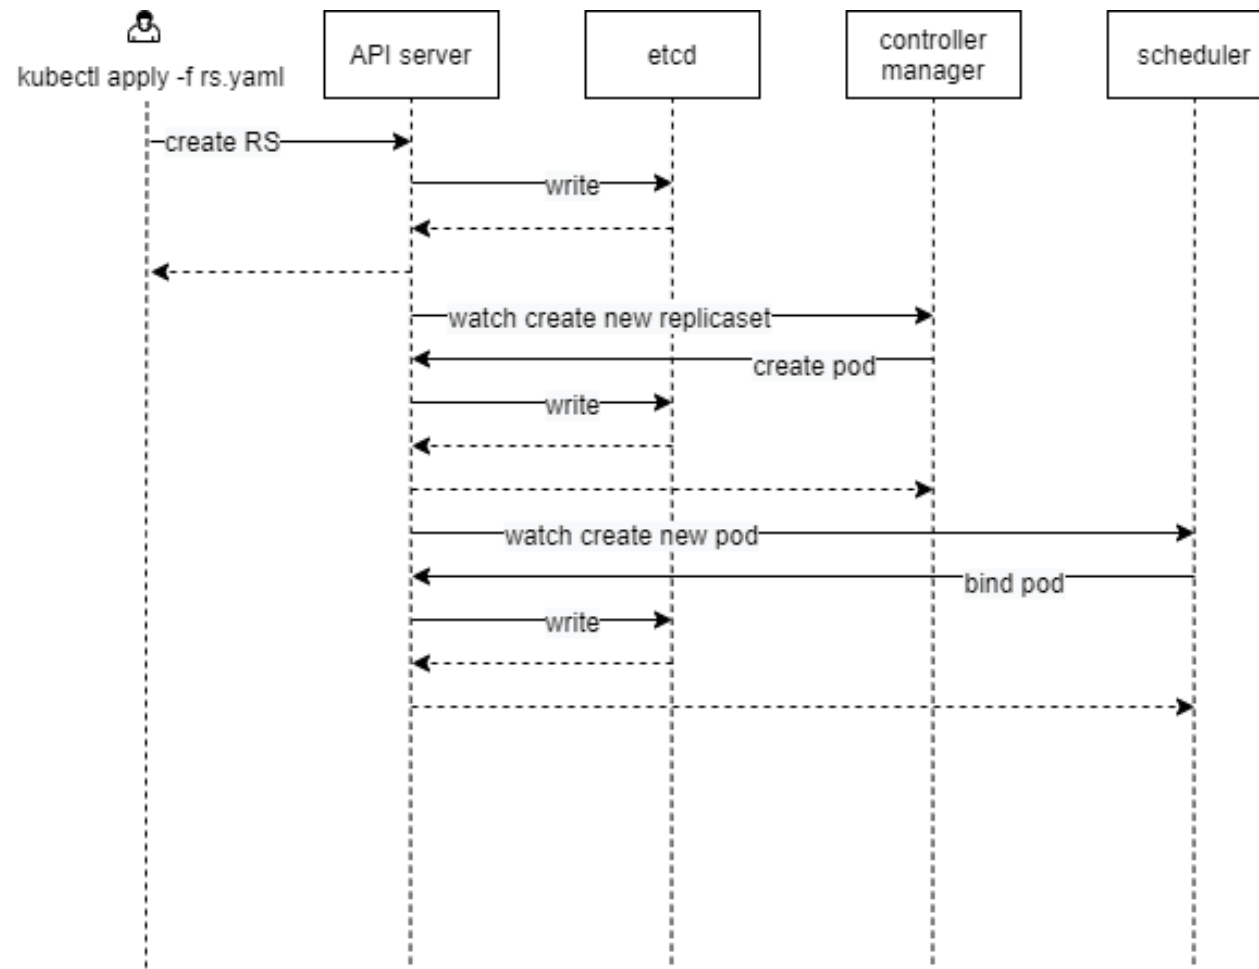 kubectl apply -f rs.yaml
API server
etcd
controller
manager
scheduler
create RS
write
watch create new replicaset
create pod
write
watch create new pod
bind pod
write